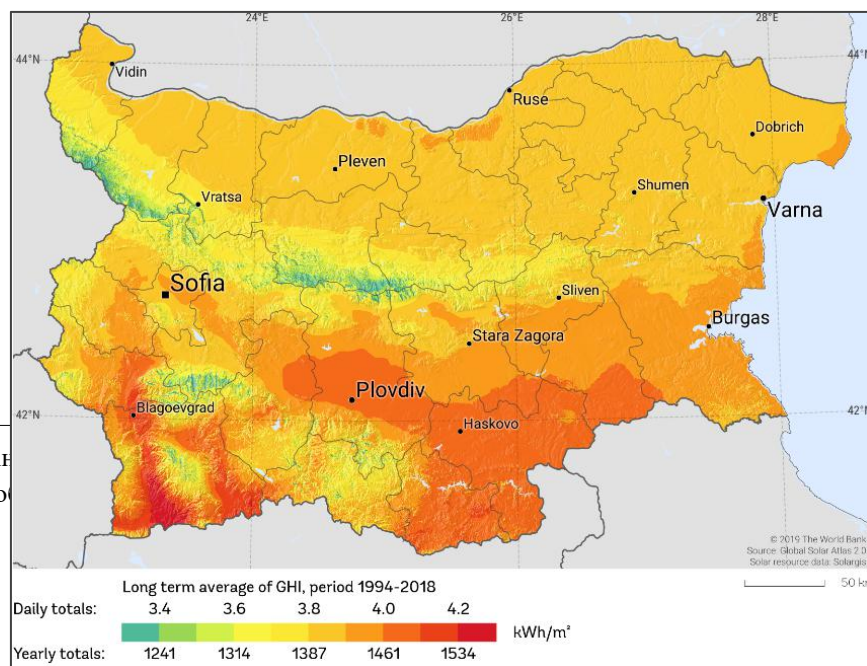 24°E
26°E
28°E
44°N
44°N
Vidin
Ruse
Dobrich
Pleven
Shumen
Vratsa
Varna
Sofia
Sliven
Burgas
Stara Zagora
Plovdiv
42°N
42°N
Blagoevgrad
Haskovo
© 2019 The World Bank
Source: Global Solar Atlas 2.0
Solar resource data: Solargis
50 km
Long term average of GHI, period 1994-2018
Daily totals: 3.4 3.6 3.8 4.0 4.2
kWh/m²
Yearly totals: 1241 1314 1387 1461 1534